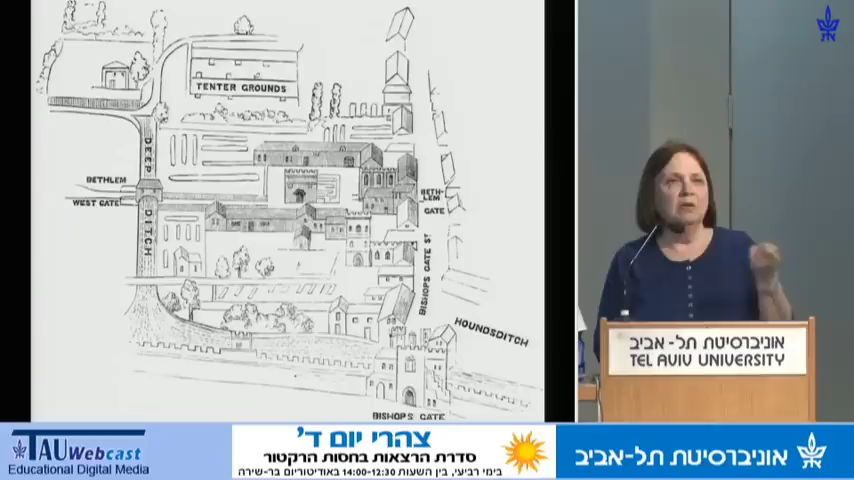 TENTER GROUNDS
DEEP
DITCH
BETHLEM
WEST GATE
BETH-
LEM
GATE
BISHOPS GATE ST.
HOUNDSDITCH
BISHOPS GATE
אוניברסיטת תל-אביב
TEL AVIV UNIVERSITY
TAU Webcast
Educational Digital Media
צהרי יום ד'
סדרת הרצאות בחסות הרקטור
בימי רביעי, בין השעות 14:00-12:30 באודיטוריום בר-שירה
אוניברסיטת תל-אביב